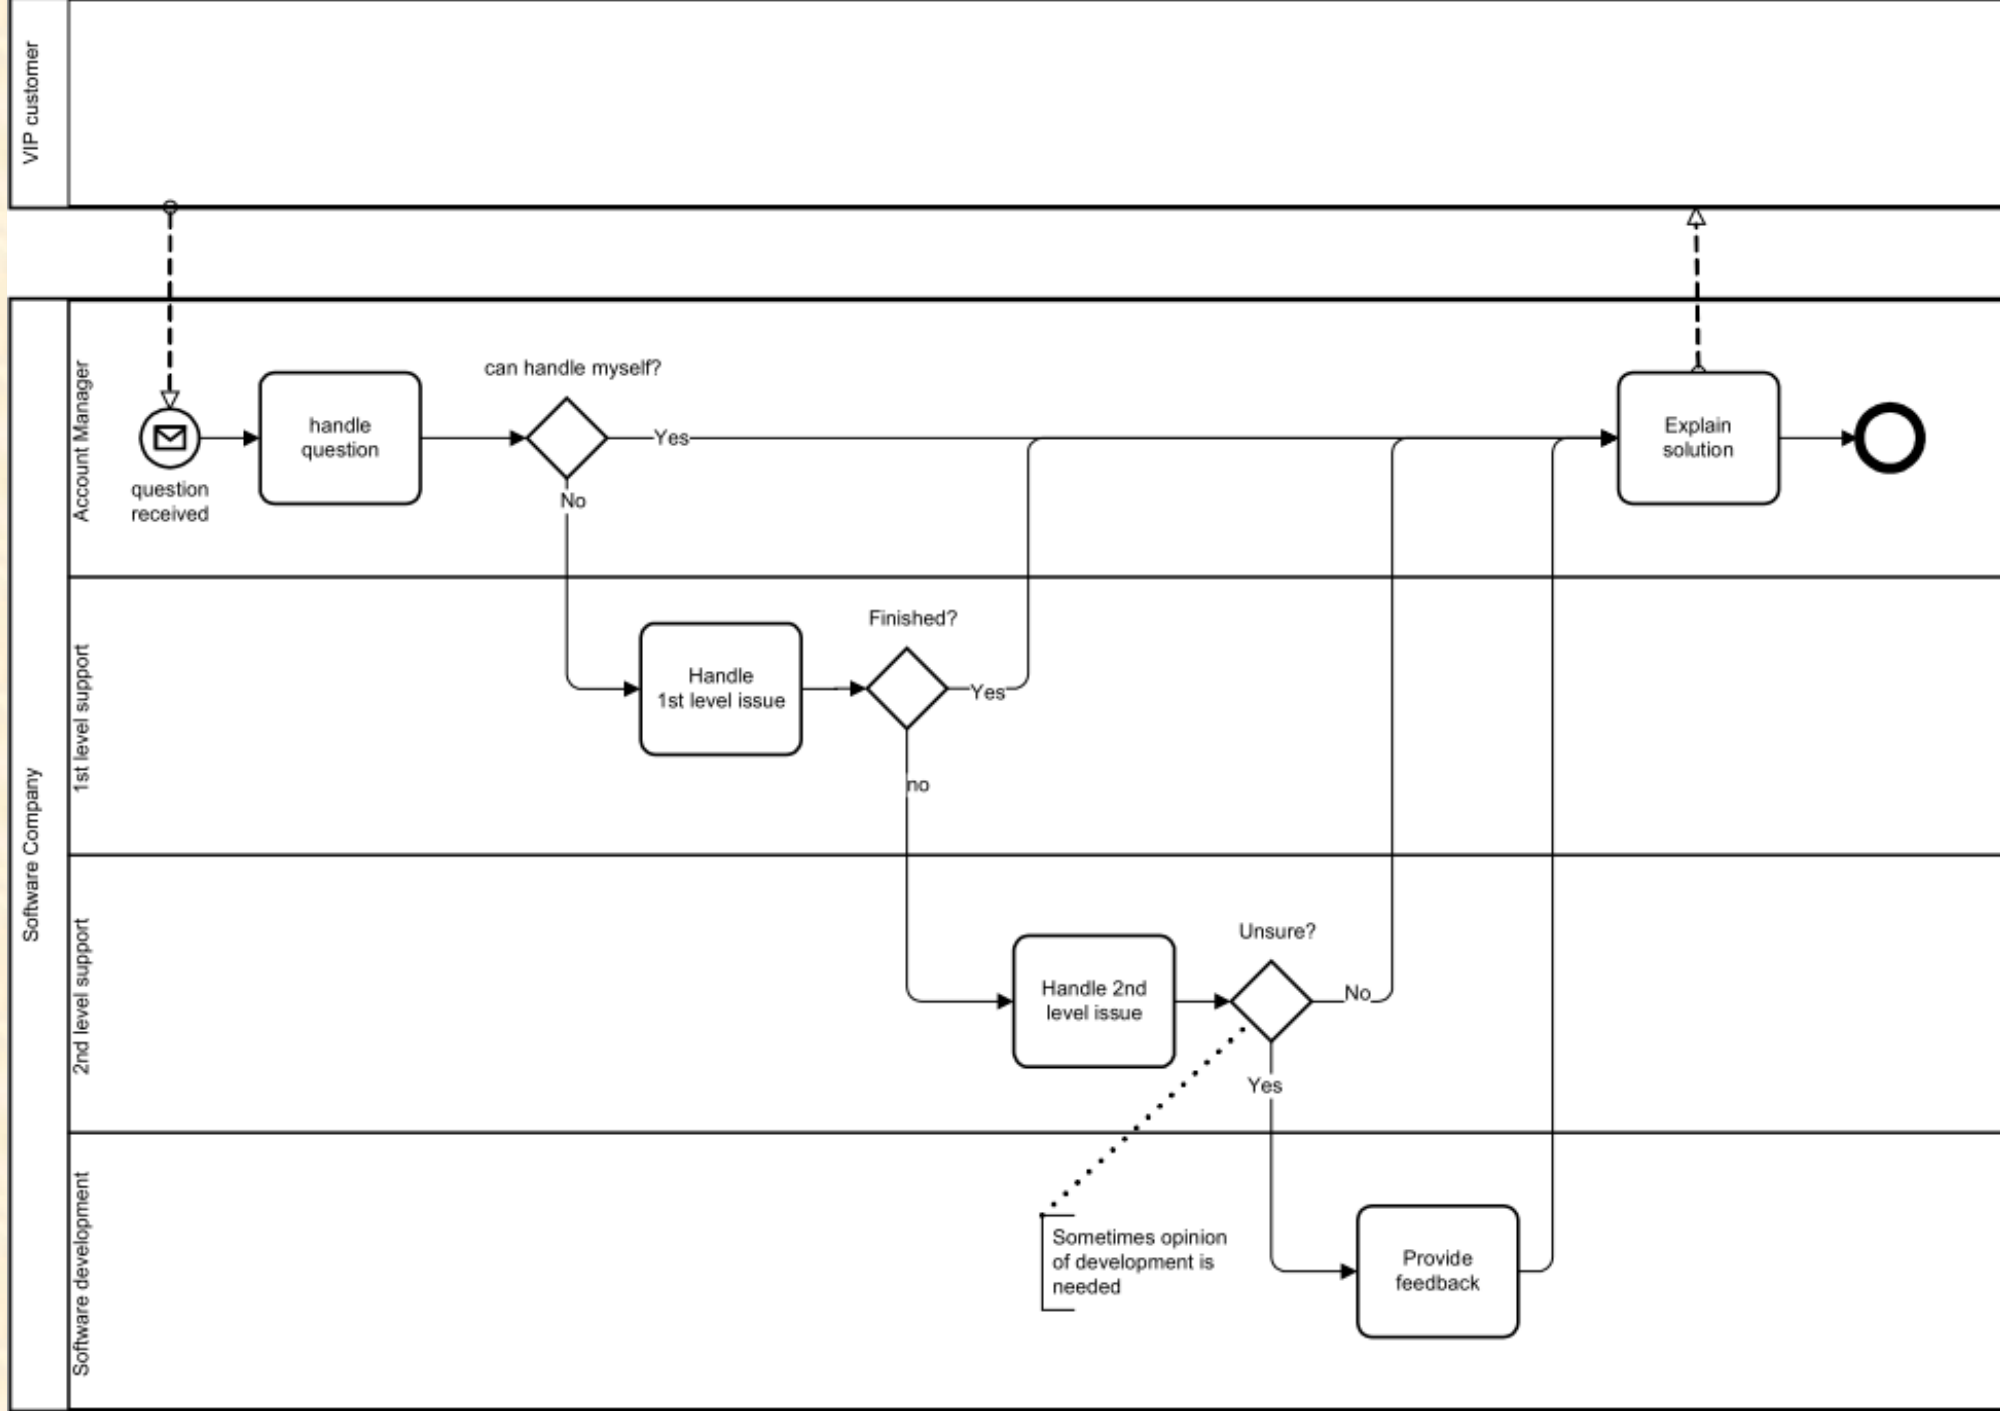 VIP customer
Software Company
Account Manager
question
received
handle
question
can handle myself?
Yes
No
Explain
solution
1st level support
Handle
1st level issue
Finished?
Yes
no
2nd level support
Handle 2nd
level issue
Unsure?
No
Yes
Software development
Sometimes opinion
of development is
needed
Provide
feedback